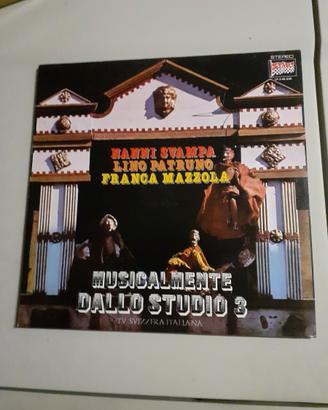 STEREO
NANNI SVAMPA
LINO PATRUNO
FRANCA MAZZOLA
MUSICALMENTE
DALLO STUDIO 3
TV SVIZZERA ITALIANA